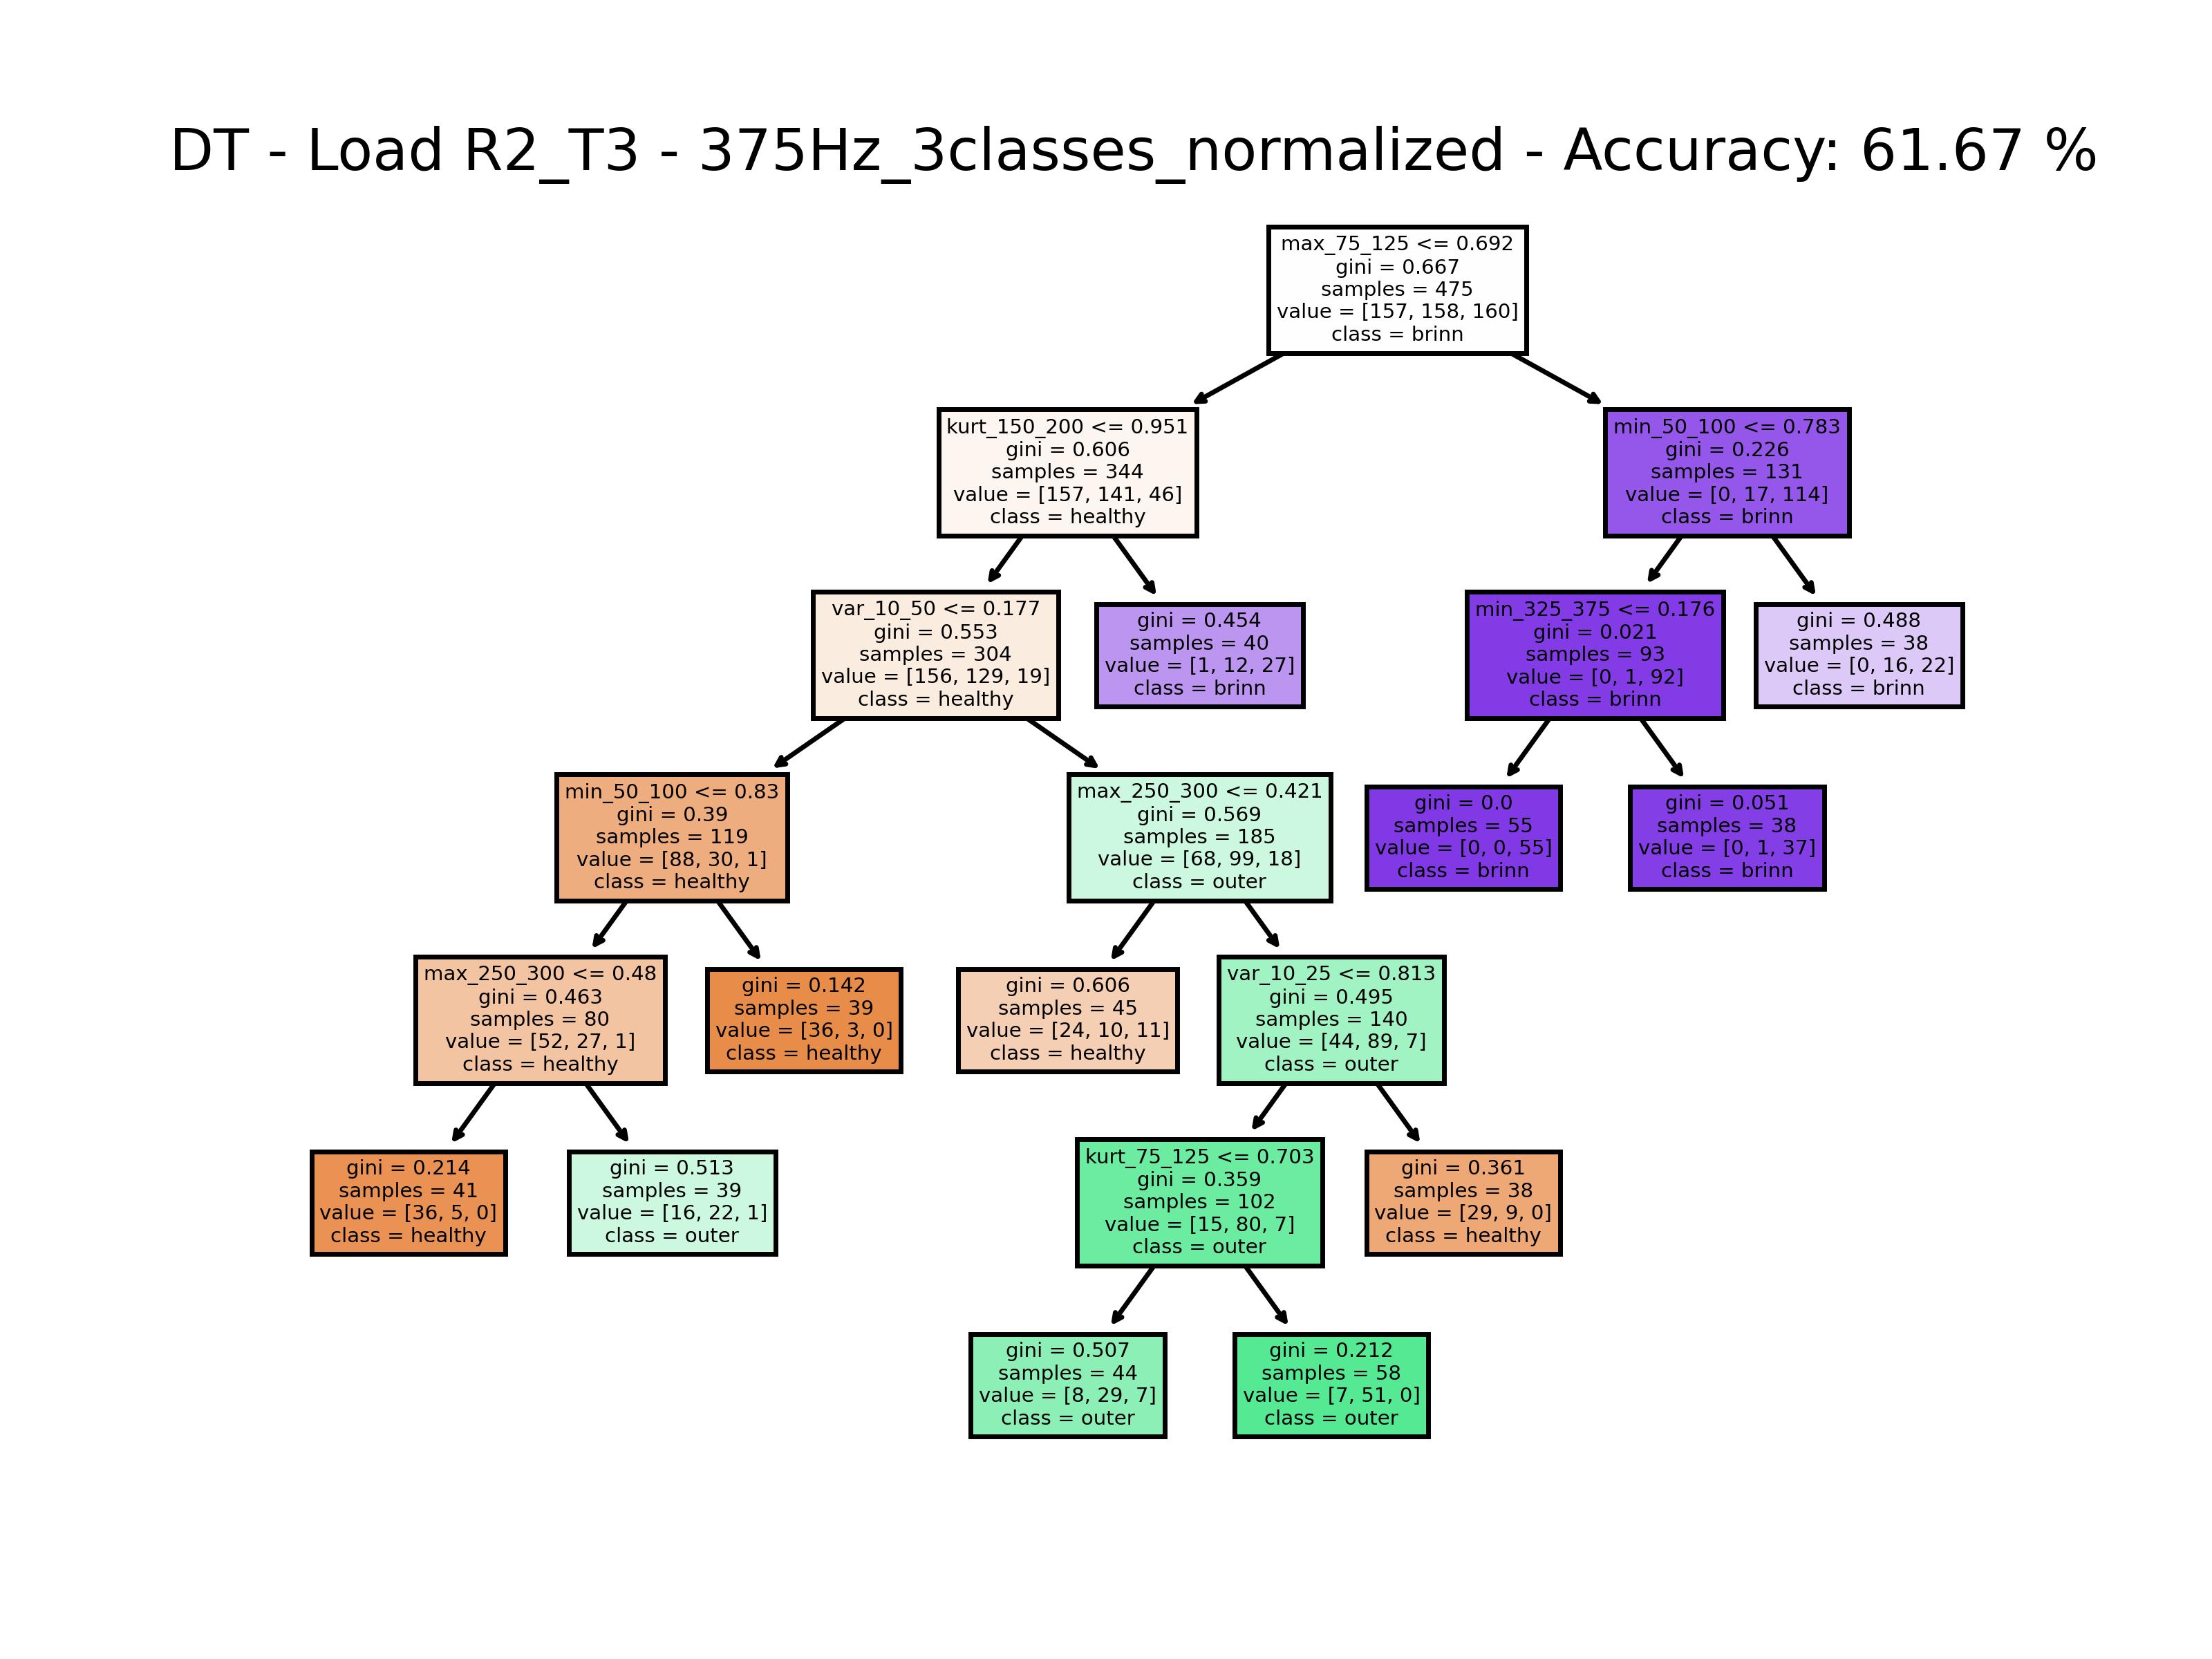 DT - Load R2_T3 - 375Hz_3classes_normalized - Accuracy: 61.67 %
max_75_125 <= 0.692
gini = 0.667
samples = 475
value = [157, 158, 160]
class = brinn
kurt_150_200 <= 0.951
gini = 0.606
samples = 344
value = [157, 141, 46]
class = healthy
min_50_100 <= 0.783
gini = 0.226
samples = 131
value = [0, 17, 114]
class = brinn
var_10_50 <= 0.177
gini = 0.553
samples = 304
value = [156, 129, 19]
class = healthy
gini = 0.454
samples = 40
value = [1, 12, 27]
class = brinn
min_325_375 <= 0.176
gini = 0.021
samples = 93
value = [0, 1, 92]
class = brinn
gini = 0.488
samples = 38
value = [0, 16, 22]
class = brinn
min_50_100 <= 0.83
gini = 0.39
samples = 119
value = [88, 30, 1]
class = healthy
max_250_300 <= 0.421
gini = 0.569
samples = 185
value = [68, 99, 18]
class = outer
gini = 0.0
samples = 55
value = [0, 0, 55]
class = brinn
gini = 0.051
samples = 38
value = [0, 1, 37]
class = brinn
max_250_300 <= 0.48
gini = 0.463
samples = 80
value = [52, 27, 1]
class = healthy
gini = 0.142
samples = 39
value = [36, 3, 0]
class = healthy
gini = 0.606
samples = 45
value = [24, 10, 11]
class = healthy
var_10_25 <= 0.813
gini = 0.495
samples = 140
value = [44, 89, 7]
class = outer
gini = 0.214
samples = 41
value = [36, 5, 0]
class = healthy
gini = 0.513
samples = 39
value = [16, 22, 1]
class = outer
kurt_75_125 <= 0.703
gini = 0.359
samples = 102
value = [15, 80, 7]
class = outer
gini = 0.361
samples = 38
value = [29, 9, 0]
class = healthy
gini = 0.507
samples = 44
value = [8, 29, 7]
class = outer
gini = 0.212
samples = 58
value = [7, 51, 0]
class = outer